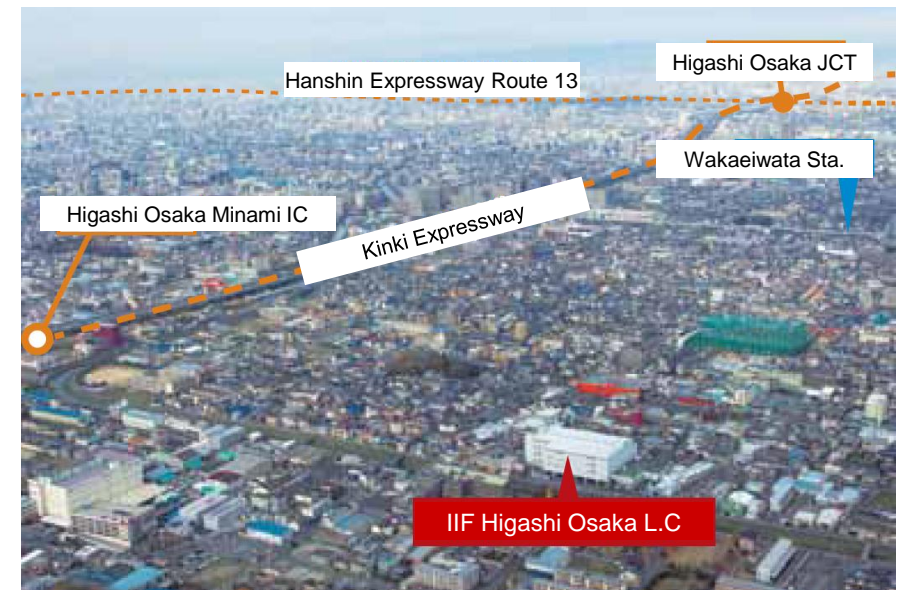 Higashi Osaka JCT
Hanshin Expressway Route 13
Wakaeiwata Sta.
Higashi Osaka Minami IC
Kinki Expressway
IIF Higashi Osaka L.C